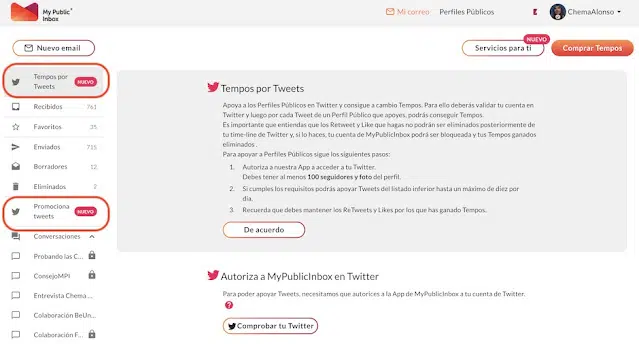 My Public®
Inbox
Mi correo
Perfiles Públicos
ChemaAlonso
Nuevo email
NUEVO
Servicios para ti
Comprar Tempos
Tempos por
Tweets
NUEVO
Recibidos 761
Favoritos 25
Enviados 715
Borradores 12
Eliminados 2
Promociona
tweets
NUEVO
Conversaciones
Probando las C...
ConsejoMPI
Entrevista Chema ...
Colaboración BeUn...
Colaboración F...
Tempos por Tweets
Apoya a los Perfiles Públicos en Twitter y consigue a cambio Tempos. Para ello deberás validar tu cuenta en
Twitter y luego por cada Tweet de un Perfil Público que apoyes, podrás conseguir Tempos.
Es importante que entiendas que los Retweet y Like que hagas no podrán ser eliminados posteriormente de
tu time-line de Twitter y, si lo haces, tu cuenta de MyPublicInbox podrá ser bloqueada y tus Tempos ganados
eliminados .
Para apoyar a Perfiles Públicos sigue los siguientes pasos:
1. Autoriza a nuestra App a acceder a tu Twitter.
Debes tener al menos 100 seguidores y foto del perfil.
2. Si cumples los requisitos podrás apoyar Tweets del listado inferior hasta un máximo de diez por
día.
3. Recuerda que debes mantener los ReTweets y Likes por los que has ganado Tempos.
De acuerdo
Autoriza a MyPublicInbox en Twitter
Para poder apoyar Tweets, necesitamos que autorices a la App de MyPublicInbox a tu cuenta de Twitter.
?
Comprobar tu Twitter